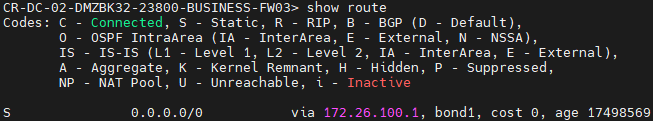 CR-DC-02-DMZBK32-23800-BUSINESS-FW03> show route
Codes: C - Connected, S - Static, R - RIP, B - BGP (D - Default),
O - OSPF IntraArea (IA - InterArea, E - External, N - NSSA),
IS - IS-IS (L1 - Level 1, L2 - Level 2, IA - InterArea, E - External),
A - Aggregate, K - Kernel Remnant, H - Hidden, P - Suppressed,
NP - NAT Pool, U - Unreachable, i - Inactive
S 0.0.0.0/0 via 172.26.100.1, bond1, cost 0, age 17498569